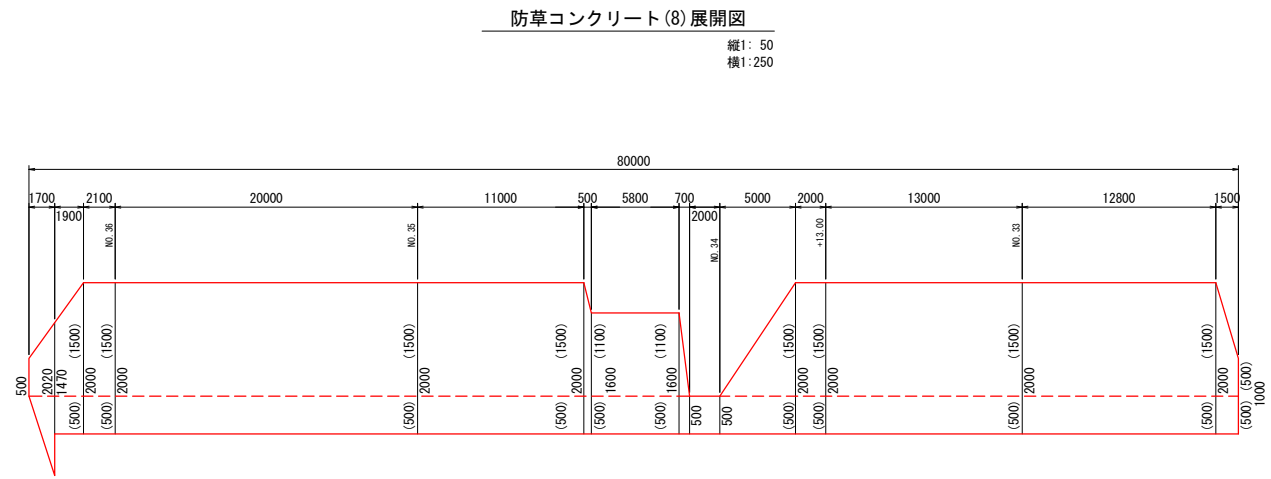 防草コンクリート(8)展開図
縦1: 50
横1:250
80000
1700 2100 20000 11000 500 5800 700 5000 2000 13000 12800 1500
1900 2000
NO.36 NO.35 NO.34 +13.00 NO.33
(1500) (1500) (1500) (1500) (1100) (1100) (1500) (1500) (1500) (1500)
500 2020 1470 2000 2000 2000 2000 1600 1600 2000 2000 2000 2000 (500) 1000
(500) (500) (500) (500) (500) (500) 500 500 (500) (500) (500) (500) (500)